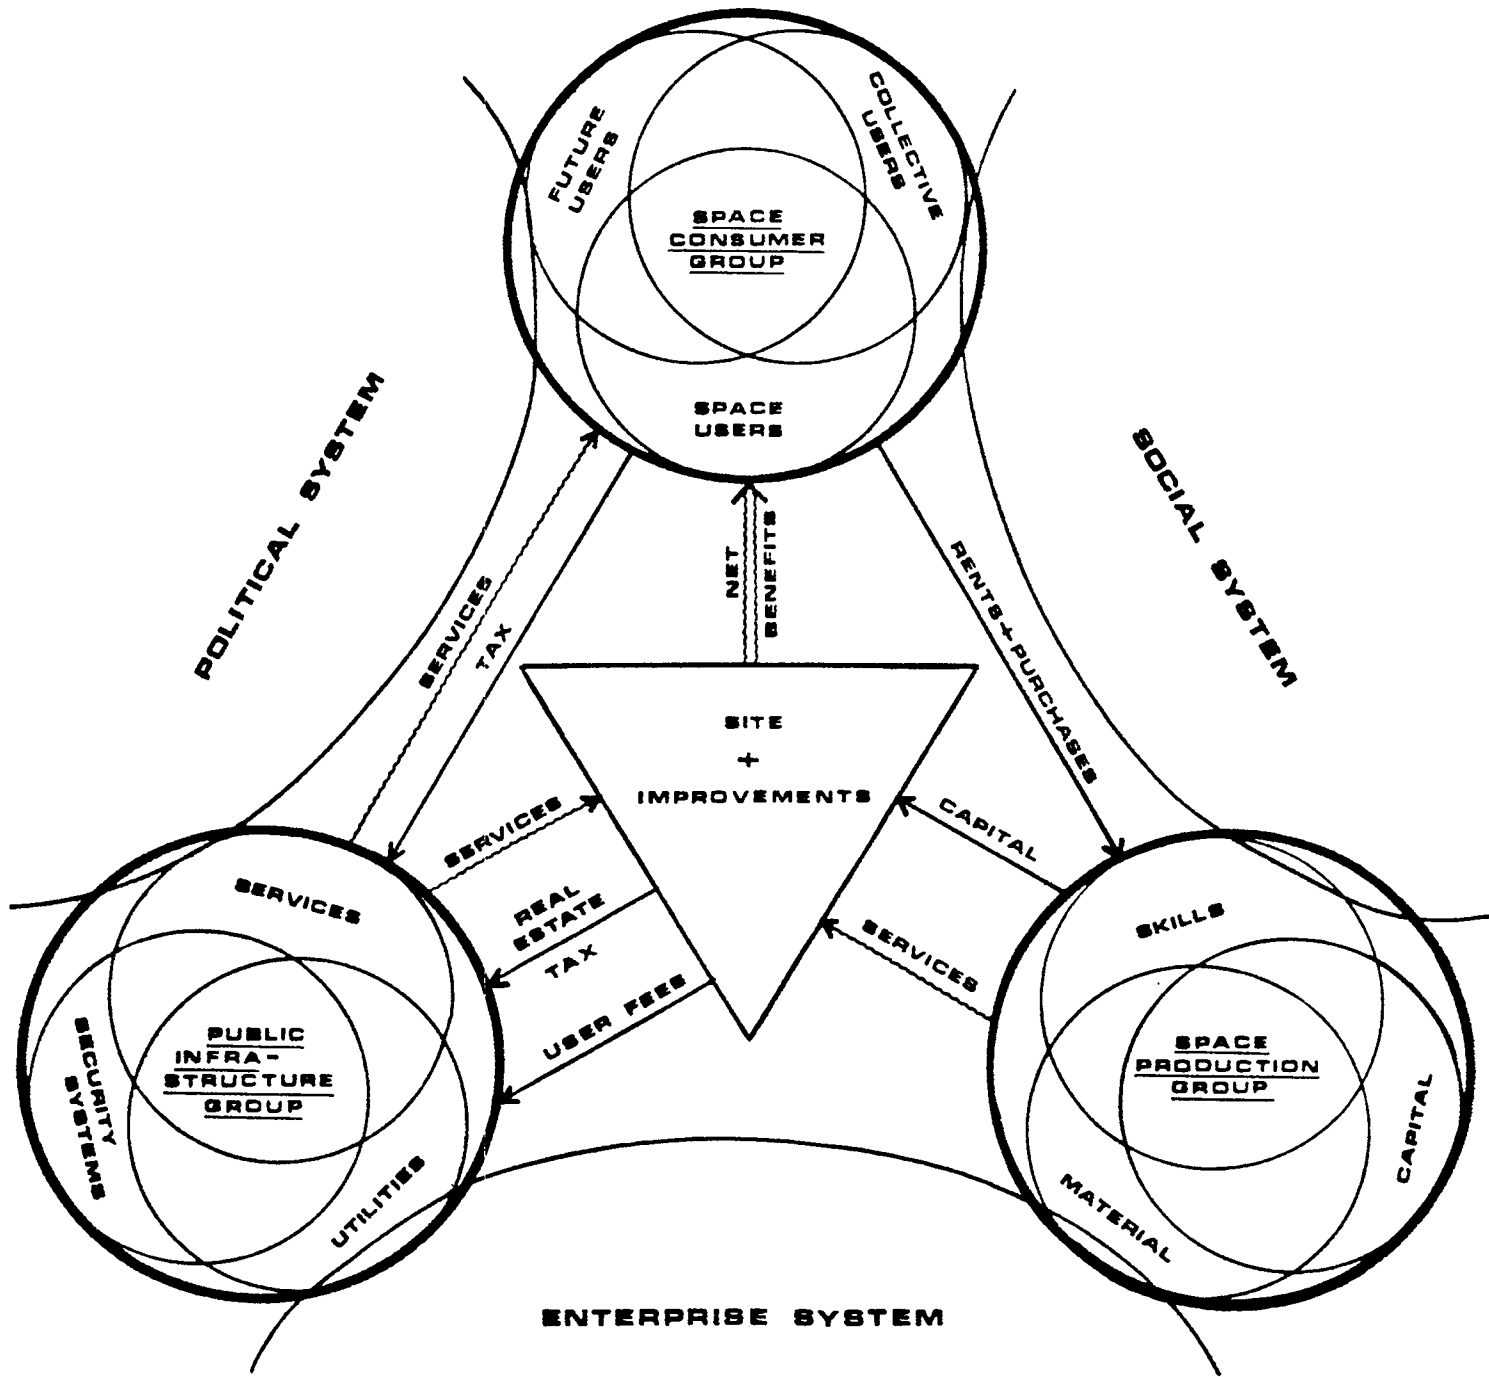 FUTURE
USERS
COLLECTIVE
USERS
SPACE
CONSUMER
GROUP
SPACE
USERS
POLITICAL SYSTEM
SOCIAL SYSTEM
SERVICES
TAX
NET
BENEFITS
RENTS+PURCHASES
SITE
+
IMPROVEMENTS
SERVICES
REAL
ESTATE
TAX
USER FEES
CAPITAL
SERVICES
SERVICES
SECURITY
SYSTEMS
PUBLIC
INFRA-
STRUCTURE
GROUP
UTILITIES
SKILLS
SPACE
PRODUCTION
GROUP
CAPITAL
MATERIAL
ENTERPRISE SYSTEM